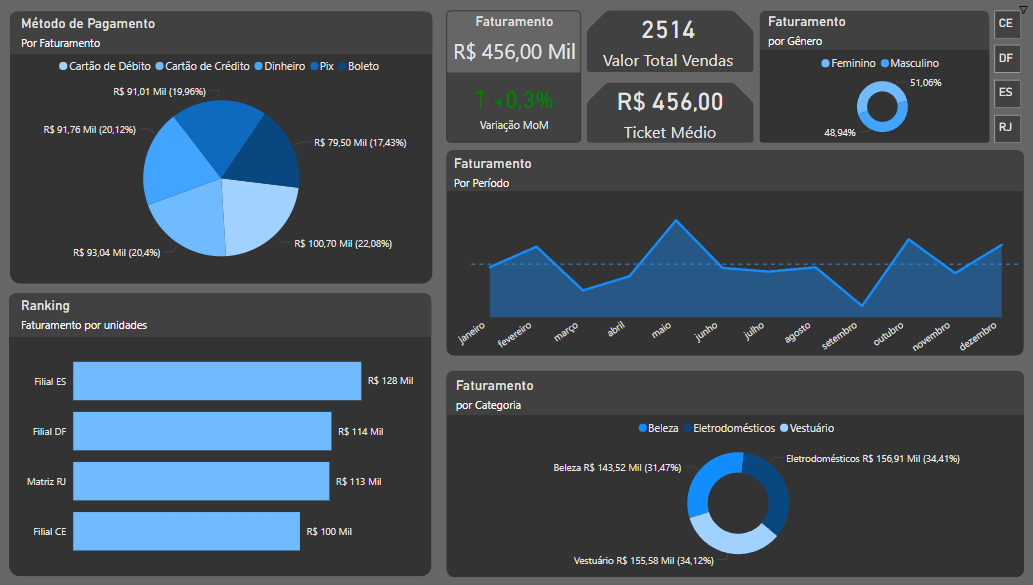 Método de Pagamento
Por Faturamento
Cartão de Débito Cartão de Crédito Dinheiro Pix Boleto
R$ 91,01 Mil (19,96%)
R$ 91,76 Mil (20,12%)
R$ 79,50 Mil (17,43%)
R$ 100,70 Mil (22,08%)
R$ 93,04 Mil (20,4%)
Ranking
Faturamento por unidades
Filial ES R$ 128 Mil
Filial DF R$ 114 Mil
Matriz RJ R$ 113 Mil
Filial CE R$ 100 Mil
Faturamento
R$ 456,00 Mil
↑ +0,3%
Variação MoM
2514
Valor Total Vendas
R$ 456,00
Ticket Médio
Faturamento
por Gênero
Feminino Masculino
51,06%
48,94%
CE
DF
ES
RJ
Faturamento
Por Período
janeiro fevereiro março abril maio junho julho agosto setembro outubro novembro dezembro
Faturamento
por Categoria
Beleza Eletrodomésticos Vestuário
Eletrodomésticos R$ 156,91 Mil (34,41%)
Beleza R$ 143,52 Mil (31,47%)
Vestuário R$ 155,58 Mil (34,12%)